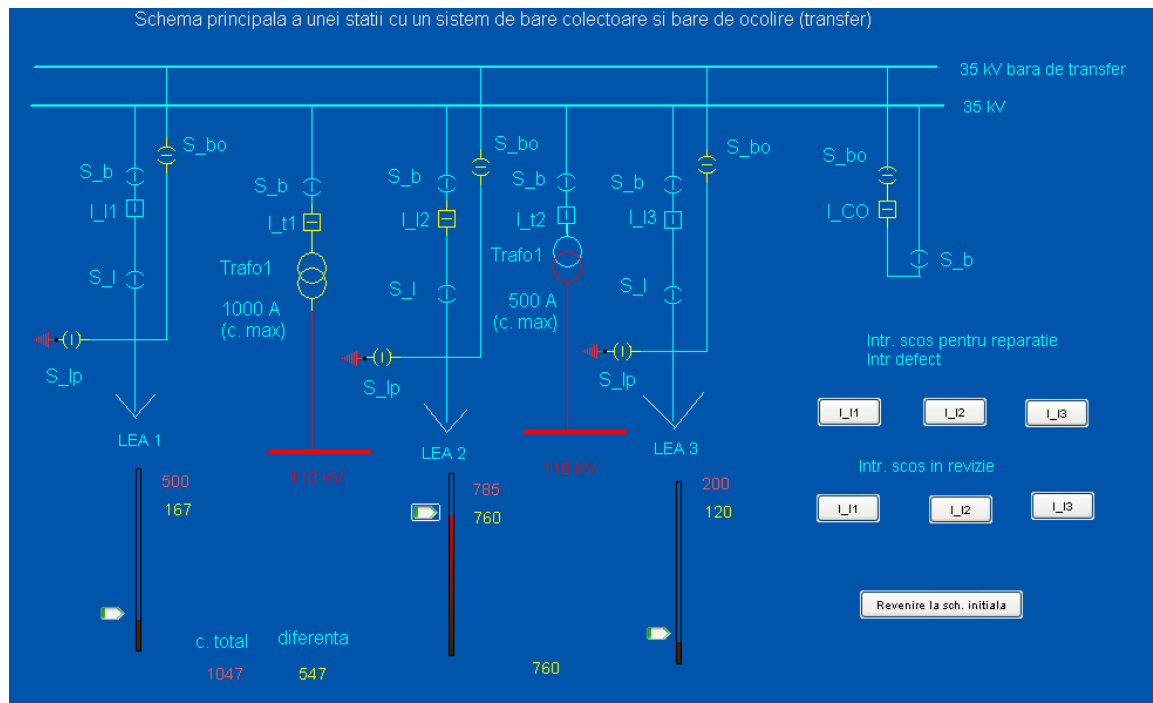 Schema principala a unei statii cu un sistem de bare colectoare si bare de ocolire (transfer)
35 kV bara de transfer
35 kV
S_bo
S_bo
S_bo
S_bo
S_b
S_b
S_b
S_b
S_b
I_l1
I_t1
I_l2
I_t2
I_l3
I_CO
S_b
Trafo1
Trafo1
S_l
S_l
S_l
1000 A
(c. max)
500 A
(c. max)
S_lp
S_lp
S_lp
Intr. scos pentru reparatie
Intr defect
I_l1
I_l2
I_l3
LEA 1
LEA 2
LEA 3
110 KV
110 KV
Intr. scos in revizie
I_l1
I_l2
I_l3
500
167
785
760
200
120
Revenire la sch. initiala
c. total
diferenta
1047
547
760